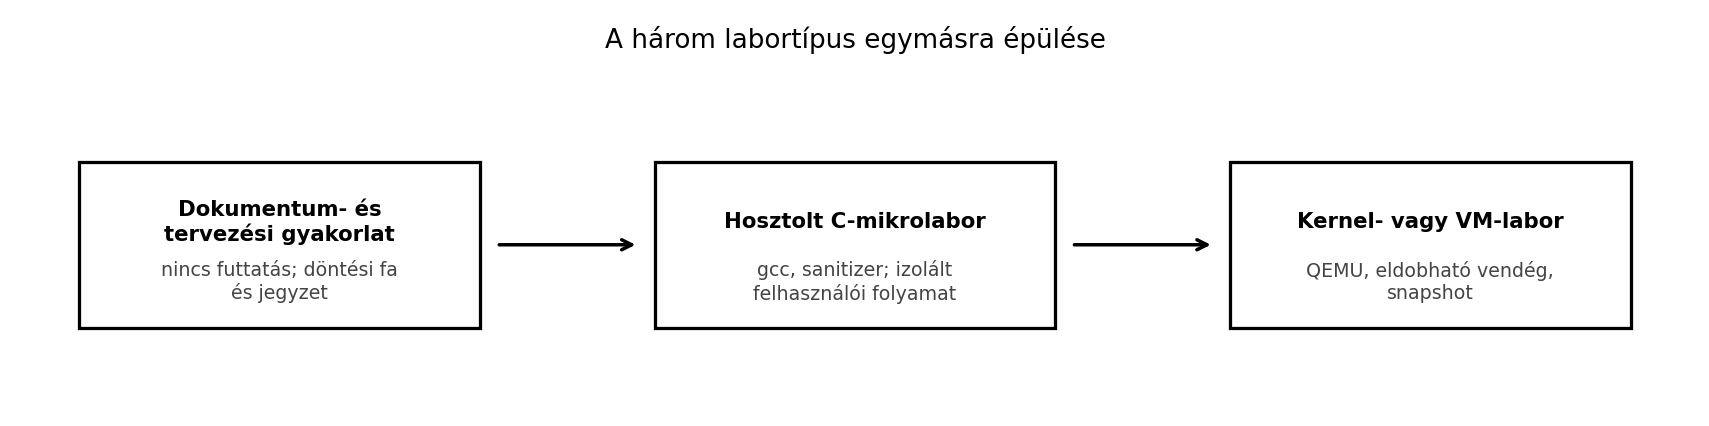 A három labortípus egymásra épülése
Dokumentum- és
tervezési gyakorlat
nincs futtatás; döntési fa
és jegyzet
Hosztolt C-mikrolabor
gcc, sanitizer; izolált
felhasználói folyamat
Kernel- vagy VM-labor
QEMU, eldobható vendég,
snapshot